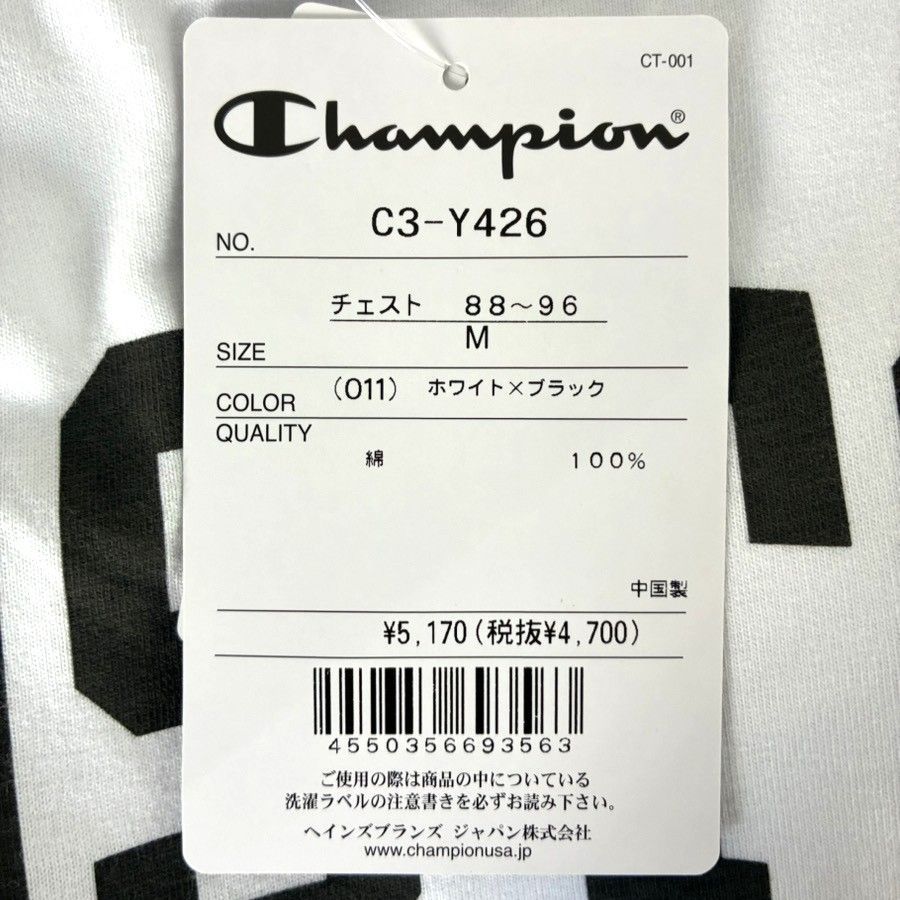 CT-001
Champion®
NO. C3-Y426
チェスト 88～96
SIZE M
COLOR (011) ホワイト×ブラック
QUALITY
綿 100%
中国製
¥5,170(税抜¥4,700)
4550356693563
ご使用の際は商品の中についている
洗濯ラベルの注意書きを必ずお読み下さい。
ヘインズブランズ ジャパン株式会社
www.championusa.jp